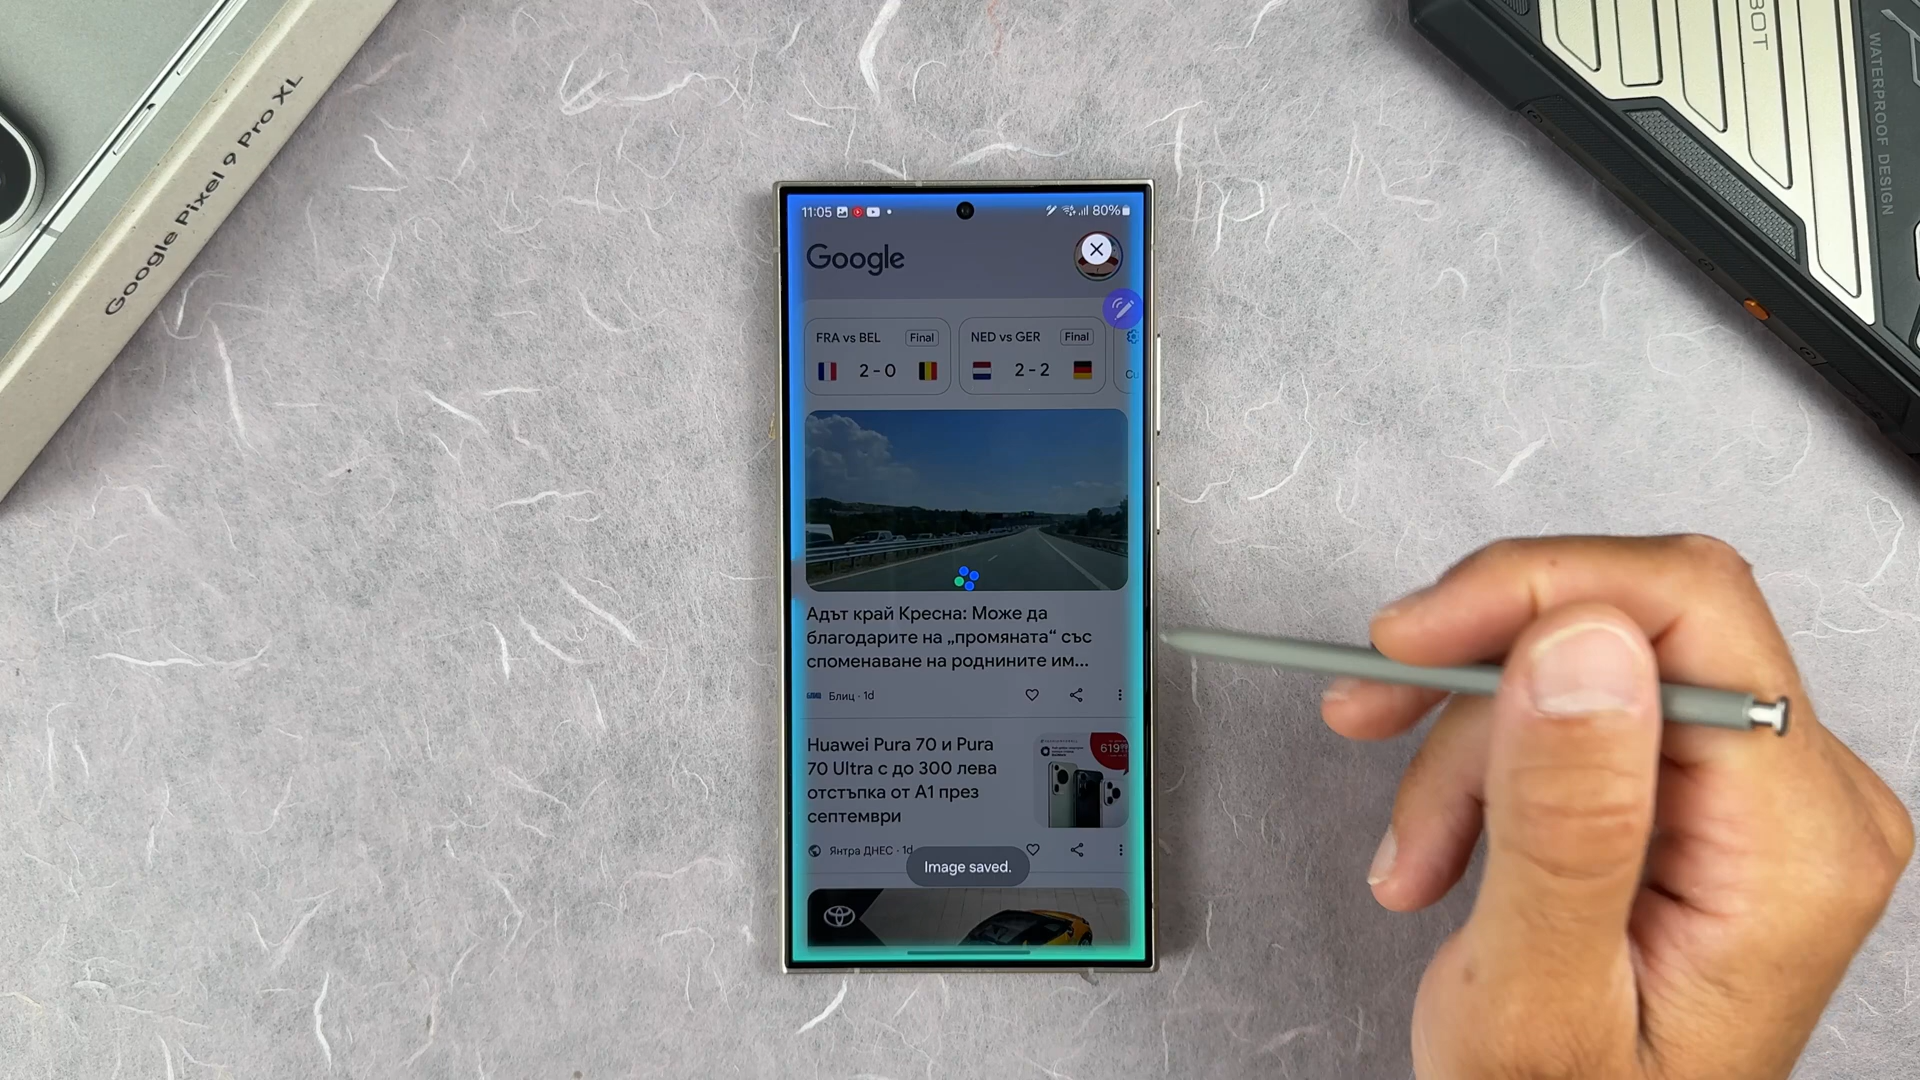 Google Pixel 9 Pro XL
BOT
WATERPROOF DESIGN
11:05
80%
Google
FRA vs BEL
Final
2 - 0
NED vs GER
Final
2 - 2
Cu
Адът край Кресна: Може да
благодарите на „промяната“ със
споменаване на роднините им...
Блиц · 1d
Huawei Pura 70 и Pura
70 Ultra с до 300 лева
отстъпка от А1 през
септември
619
Янтра ДНЕС · 1d
Image saved.